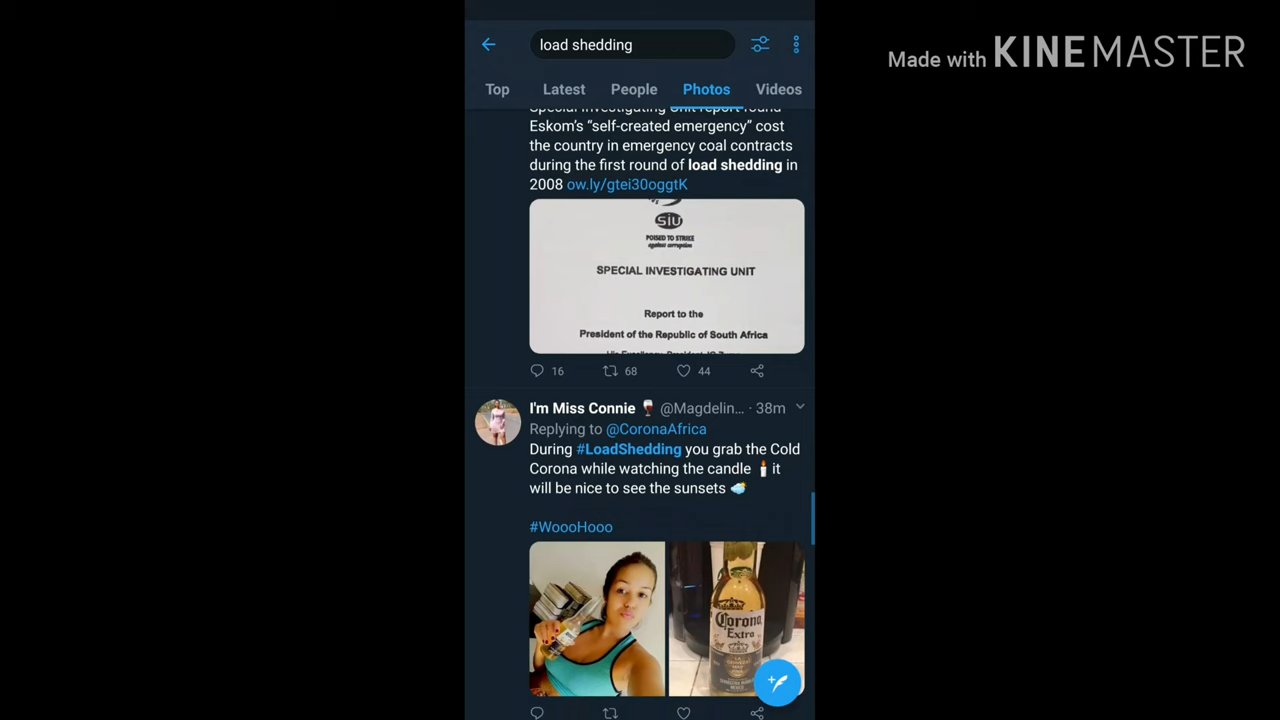 load shedding
Made with KINEMASTER
Top Latest People Photos Videos
Special Investigating Unit report found
Eskom's “self-created emergency” cost
the country in emergency coal contracts
during the first round of load shedding in
2008 ow.ly/gtei30oggtK
SIU
POISED TO STRIKE
against corruption
SPECIAL INVESTIGATING UNIT
Report to the
President of the Republic of South Africa
16 68 44
I'm Miss Connie @Magdelin... · 38m
Replying to @CoronaAfrica
During #LoadShedding you grab the Cold
Corona while watching the candle it
will be nice to see the sunsets
#WoooHooo
Corona
Extra